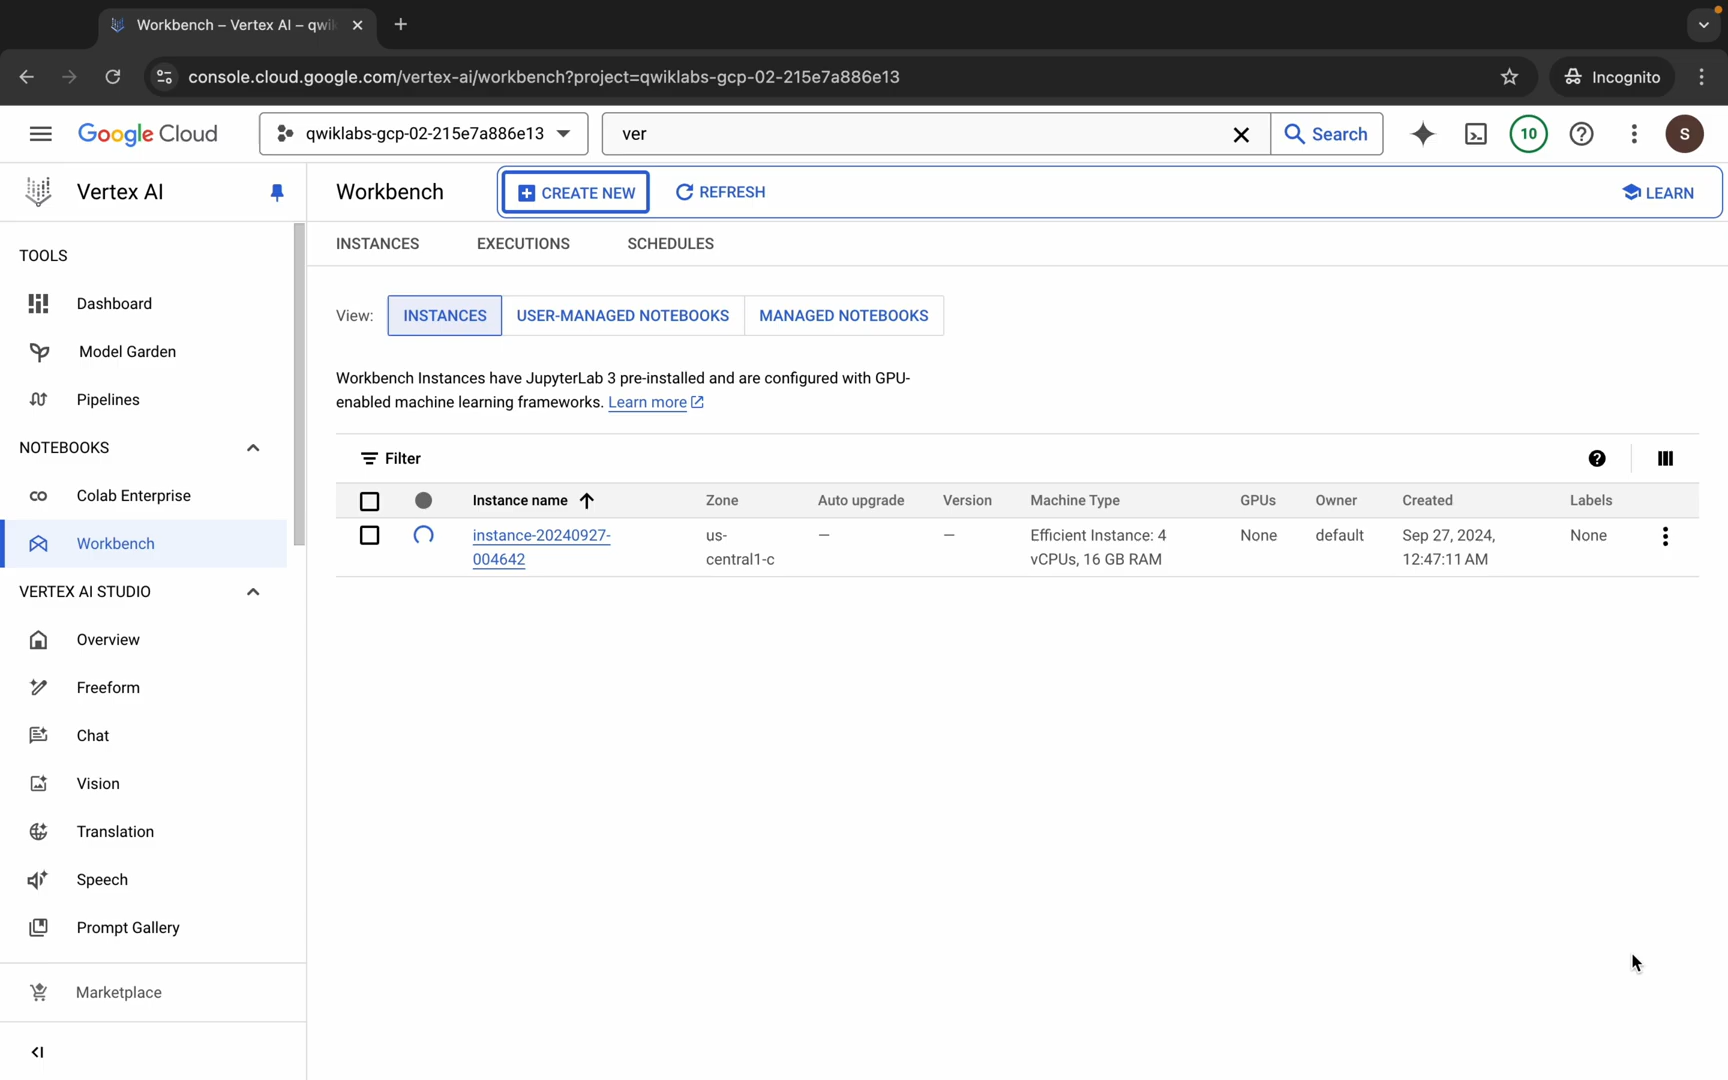 Workbench – Vertex AI – qwi
console.cloud.google.com/vertex-ai/workbench?project=qwiklabs-gcp-02-215e7a886e13
Incognito
Google Cloud
qwiklabs-gcp-02-215e7a886e13
ver
Search
10
S
Vertex AI
Workbench
CREATE NEW
REFRESH
LEARN
TOOLS
Dashboard
Model Garden
Pipelines
NOTEBOOKS
Colab Enterprise
Workbench
VERTEX AI STUDIO
Overview
Freeform
Chat
Vision
Translation
Speech
Prompt Gallery
Marketplace
INSTANCES EXECUTIONS SCHEDULES
View: INSTANCES USER-MANAGED NOTEBOOKS MANAGED NOTEBOOKS
Workbench Instances have JupyterLab 3 pre-installed and are configured with GPU-
enabled machine learning frameworks. Learn more
Filter
Instance name Zone Auto upgrade Version Machine Type GPUs Owner Created Labels
instance-20240927- us- — — Efficient Instance: 4 None default Sep 27, 2024, None
004642 central1-c vCPUs, 16 GB RAM 12:47:11 AM